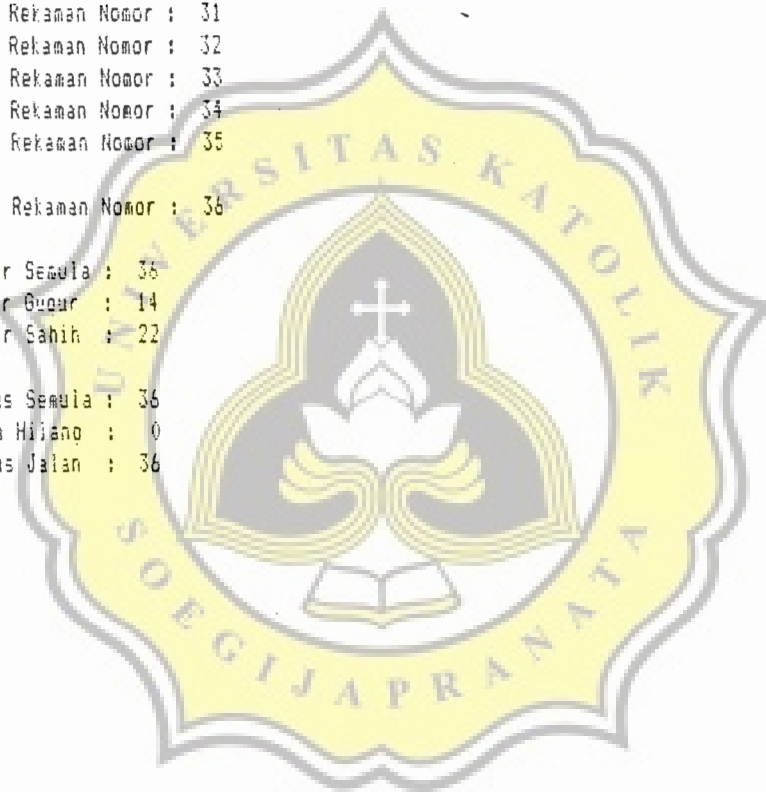 Rekaman Nomor : 31
Rekaman Nomor : 32
Rekaman Nomor : 33
Rekaman Nomor : 34
Rekaman Nomor : 35
Rekaman Nomor : 36
r Semula : 36
r Gugur : 14
r Sahih : 22
s Semula : 36
Hilang : 0
s Jalan : 36
UNIVERSITAS KATOLIK
SOEGIJAPRANATA